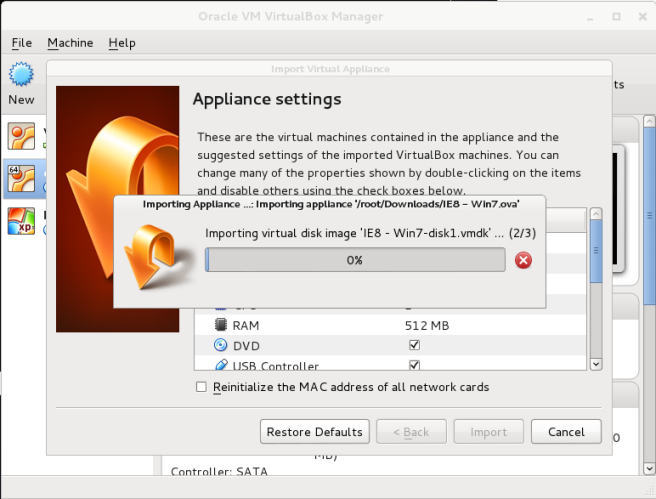 Oracle VM VirtualBox Manager
File Machine Help
Import Virtual Appliance
New
ts
Appliance settings
These are the virtual machines contained in the appliance and the
suggested settings of the imported VirtualBox machines. You can
change many of the properties shown by double-clicking on the items
and disable others using the check boxes below.
64
xp
Importing Appliance ...: Importing appliance '/root/Downloads/IE8 - Win7.ova'
Importing virtual disk image 'IE8 - Win7-disk1.vmdk' ... (2/3)
0%
RAM 512 MB
DVD
USB Controller
Reinitialize the MAC address of all network cards
Restore Defaults < Back Import Cancel
MB)
Controller: SATA